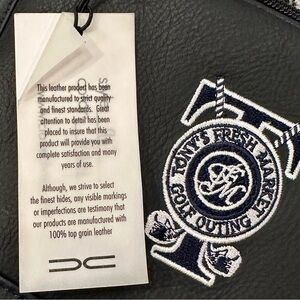 This leather product has been
manufactured to strict quality
and finest standards. Great
attention to detail has been
placed to insure that this
product will provide you with
complete satisfaction and many
years of use.
Although, we strive to select
the finest hides, any visible markings
or imperfections are testimony that
our products are manufactured with
100% top grain leather
TONY'S FRESH MARKET
GOLF OUTING